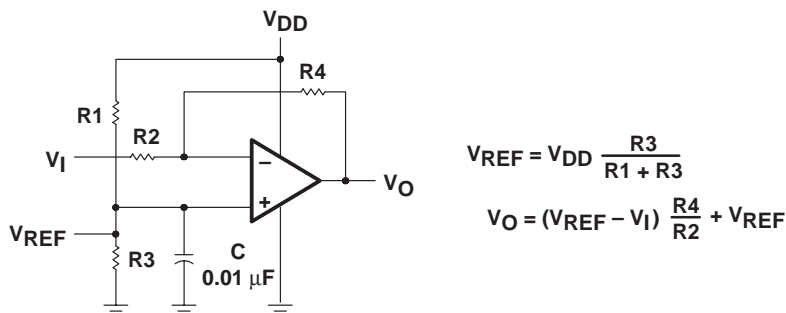 VDD
R4
R1
R2
VI
−
+
VO
VREF
R3
C
0.01 μF
VREF = VDD R3 / R1 + R3
VO = (VREF − VI) R4 / R2 + VREF